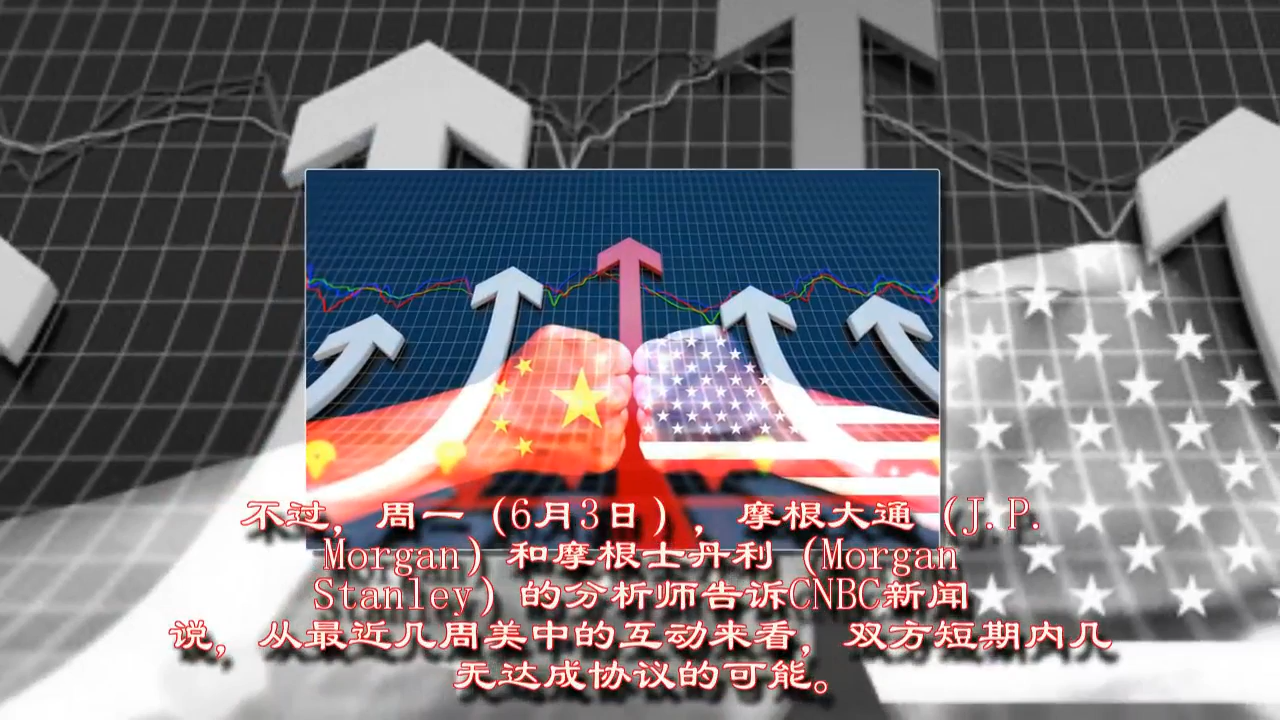 不过，周一（6月3日），摩根大通（J.P.
Morgan）和摩根士丹利（Morgan
Stanley）的分析师告诉CNBC新闻
说，从最近几周美中的互动来看，双方短期内几
无达成协议的可能。